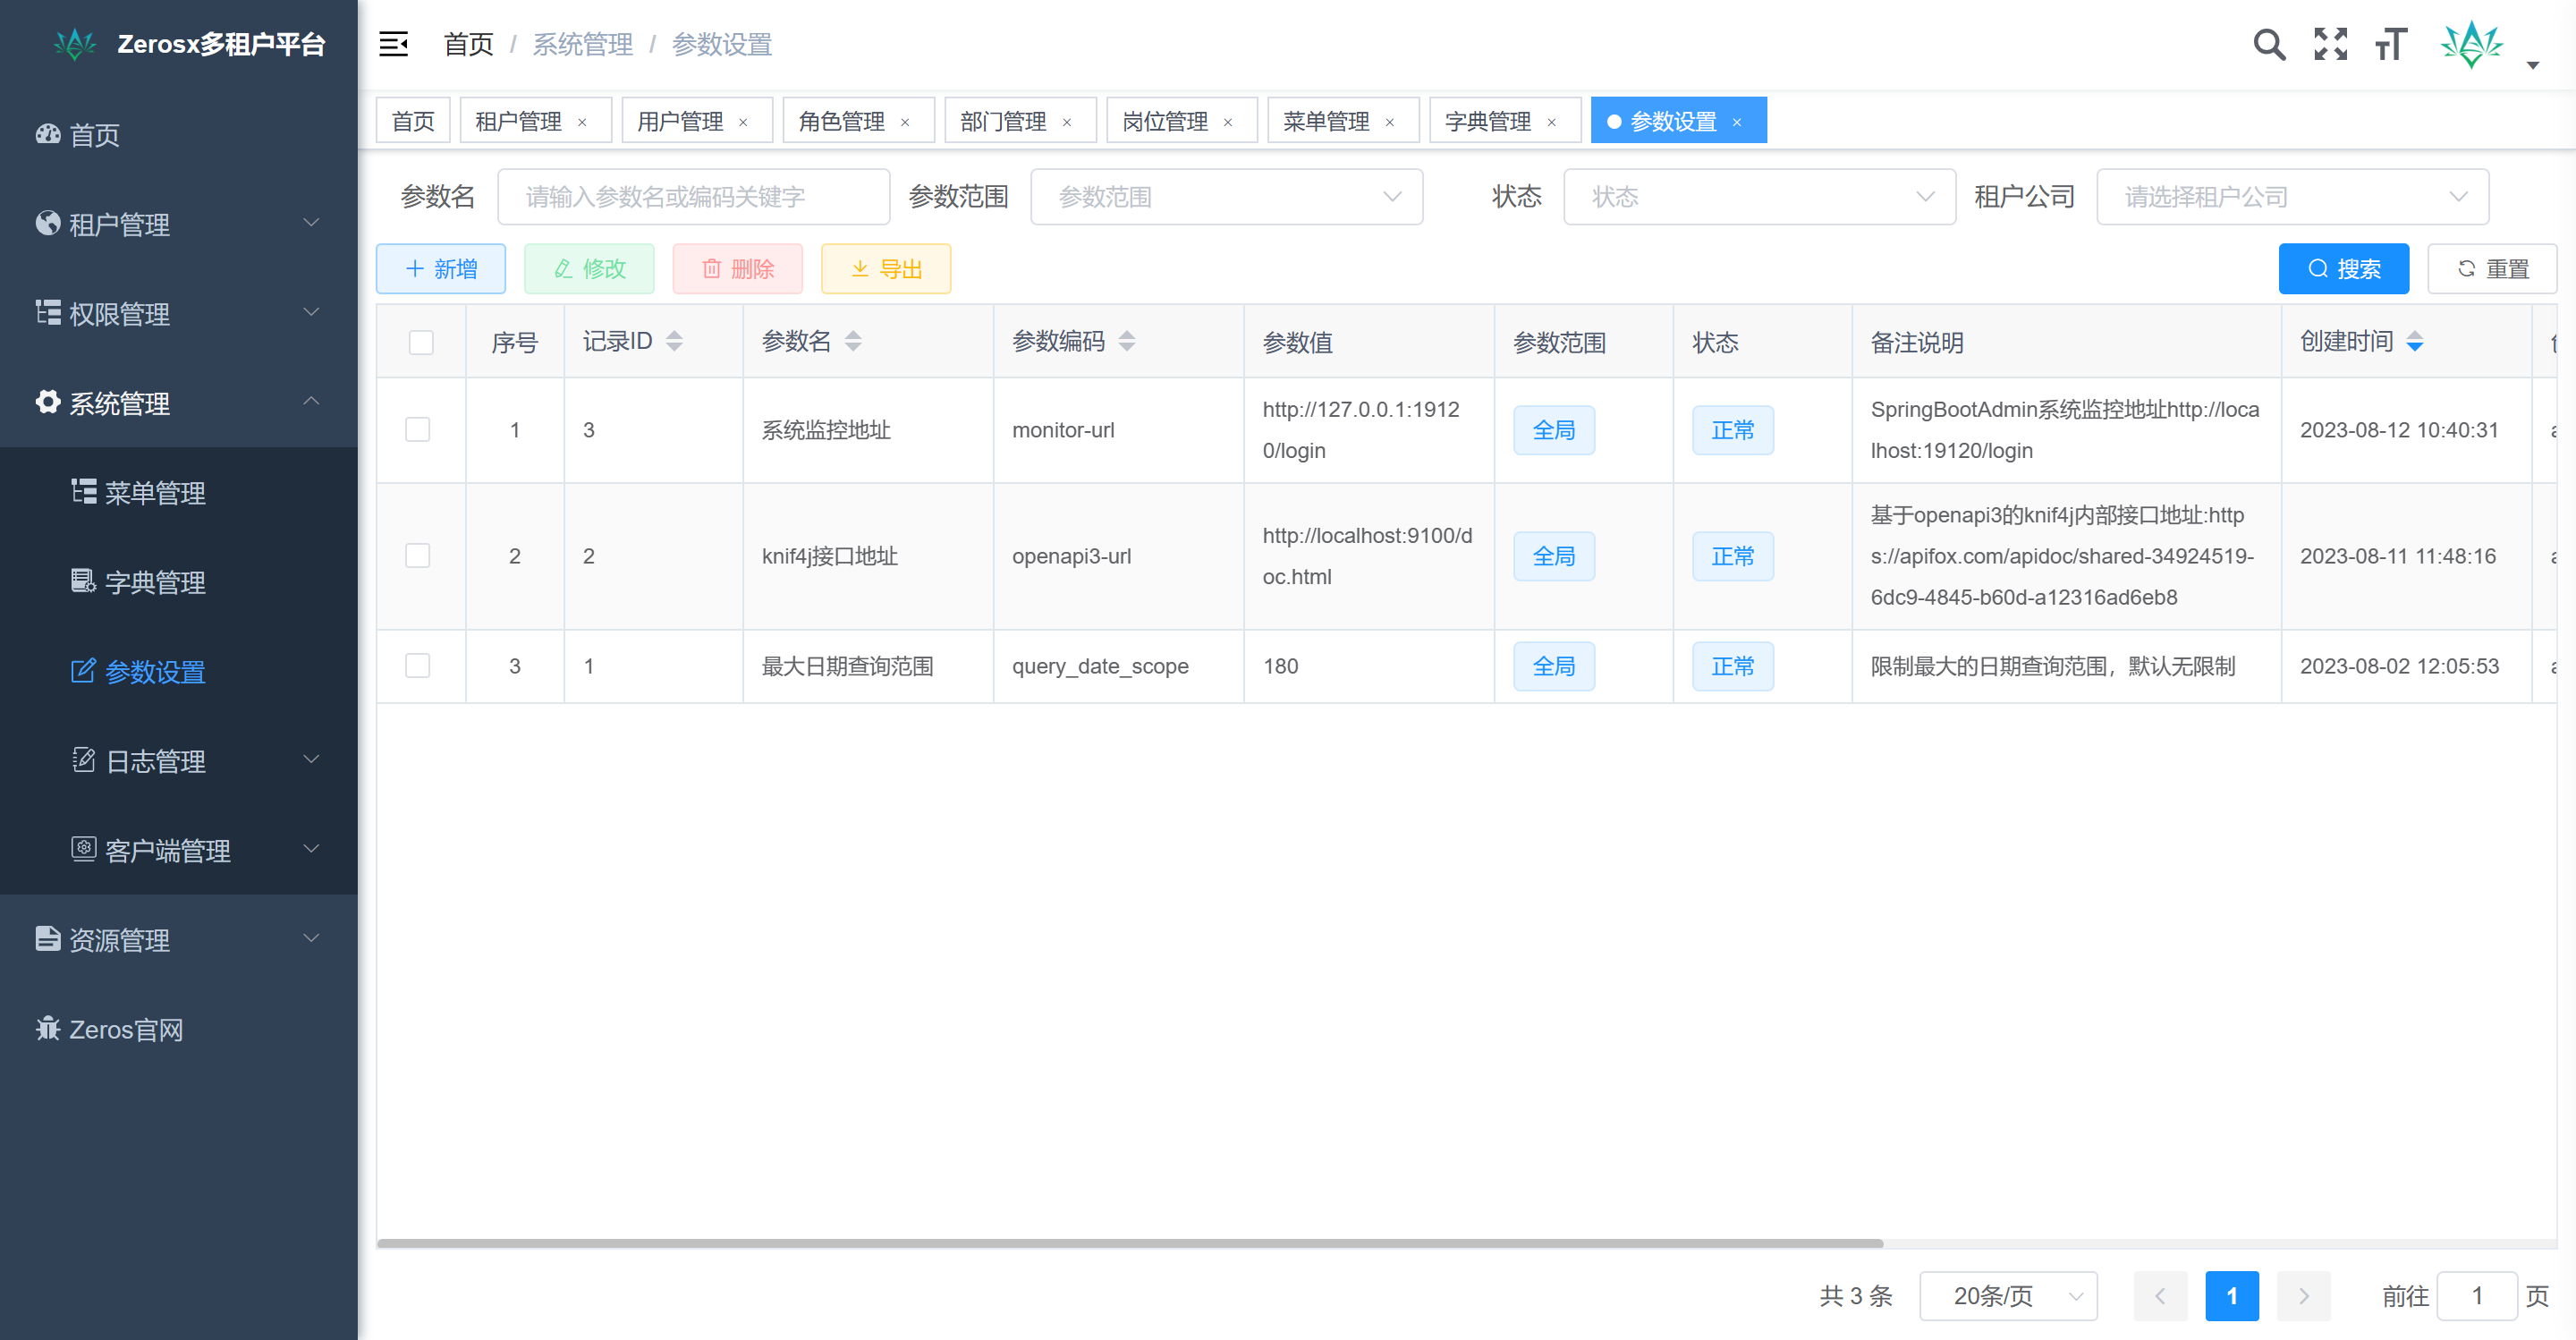 Zerosx多租户平台
首页 / 系统管理 / 参数设置
首页
租户管理
权限管理
系统管理
菜单管理
字典管理
参数设置
日志管理
客户端管理
资源管理
Zeros官网
首页 租户管理 × 用户管理 × 角色管理 × 部门管理 × 岗位管理 × 菜单管理 × 字典管理 × 参数设置 ×
参数名 请输入参数名或编码关键字 参数范围 参数范围 状态 状态 租户公司 请选择租户公司
新增 修改 删除 导出 搜索 重置
序号 记录ID 参数名 参数编码 参数值 参数范围 状态 备注说明 创建时间
1 3 系统监控地址 monitor-url http://127.0.0.1:1912
0/login 全局 正常 SpringBootAdmin系统监控地址http://loca
lhost:19120/login 2023-08-12 10:40:31
2 2 knif4j接口地址 openapi3-url http://localhost:9100/d
oc.html 全局 正常 基于openapi3的knif4j内部接口地址:http
s://apifox.com/apidoc/shared-34924519-
6dc9-4845-b60d-a12316ad6eb8 2023-08-11 11:48:16
3 1 最大日期查询范围 query_date_scope 180 全局 正常 限制最大的日期查询范围，默认无限制 2023-08-02 12:05:53
共 3 条 20条/页 1 前往 1 页